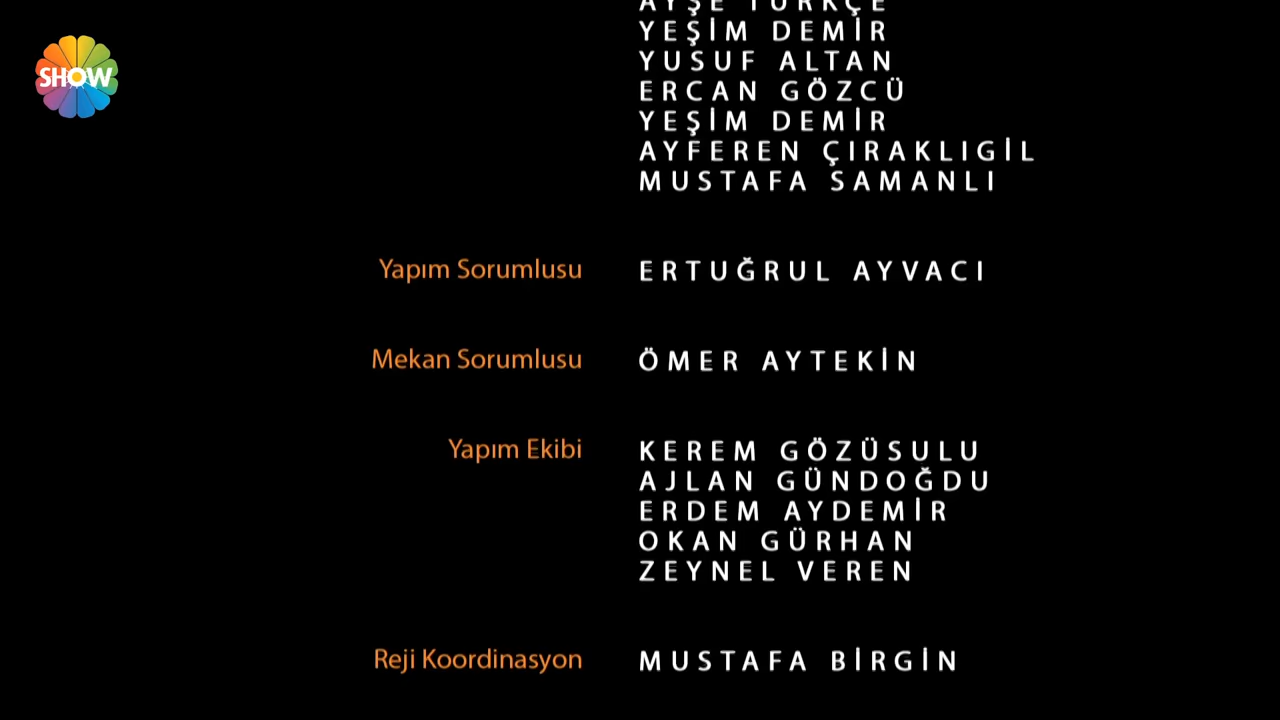 SHOW
AYŞE TÜRKÇE
YEŞİM DEMİR
YUSUF ALTAN
ERCAN GÖZCÜ
YEŞİM DEMİR
AYFEREN ÇIRAKLIGİL
MUSTAFA SAMANLI
Yapım Sorumlusu ERTUĞRUL AYVACI
Mekan Sorumlusu ÖMER AYTEKİN
Yapım Ekibi KEREM GÖZÜSULU
AJLAN GÜNDOĞDU
ERDEM AYDEMİR
OKAN GÜRHAN
ZEYNEL VEREN
Reji Koordinasyon MUSTAFA BİRGİN